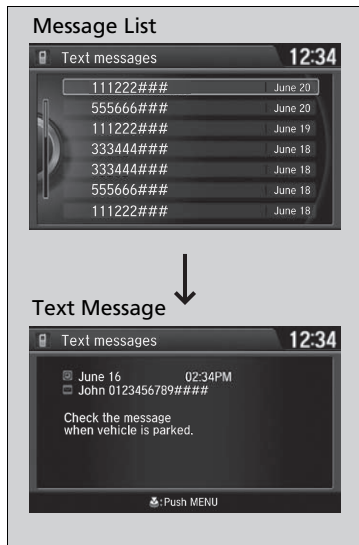 Message List
Text messages 12:34
111222### June 20
555666### June 20
111222### June 19
333444### June 18
333444### June 18
555666### June 18
111222### June 18
Text Message
Text messages 12:34
June 16 02:34PM
John 0123456789####
Check the message
when vehicle is parked.
:Push MENU